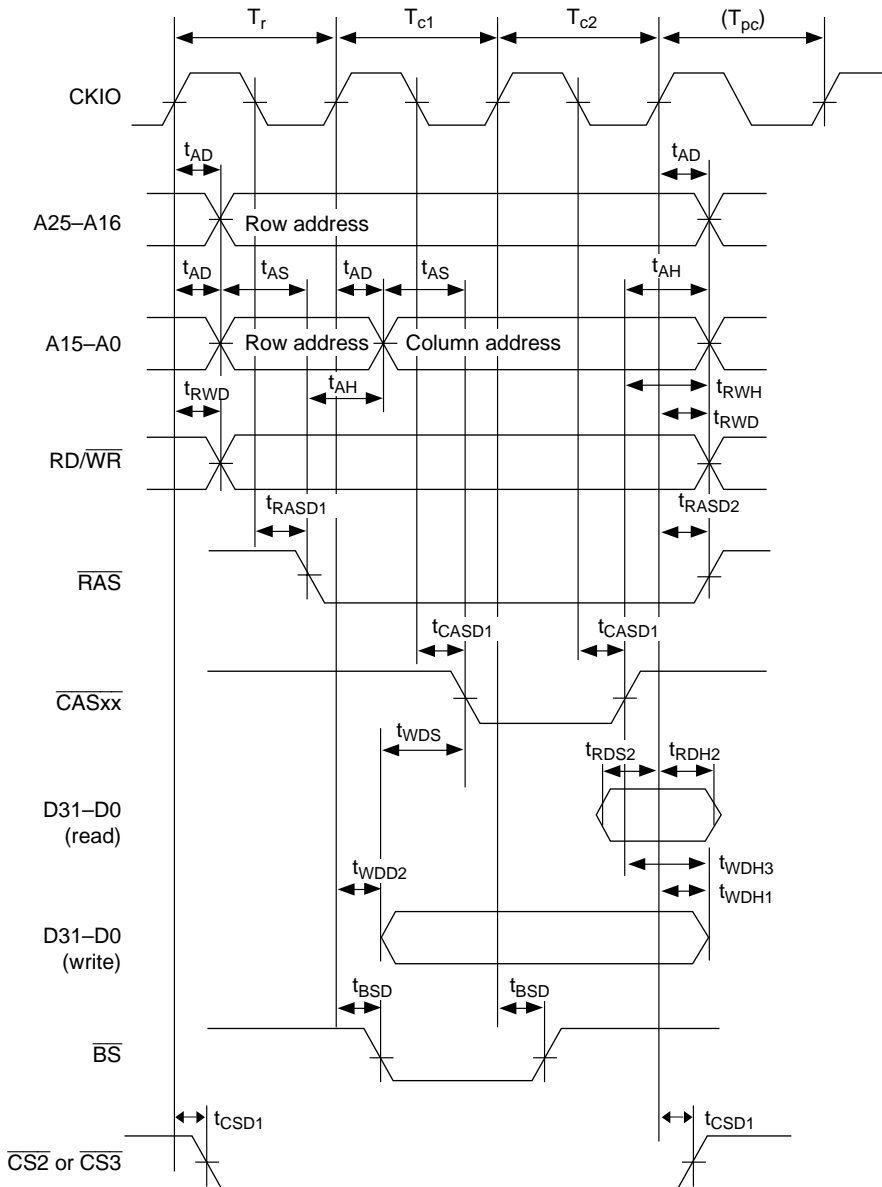 Tr Tc1 Tc2 (Tpc)
CKIO
tAD tAD
A25–A16 Row address
tAD tAS tAD tAS tAH
A15–A0 Row address Column address
tRWD tAH tRWH
tRWD
RD/WR
tRASD1 tRASD2
RAS
tCASD1 tCASD1
CASxx
tWDS tRDS2 tRDH2
D31–D0
(read)
tWDD2 tWDH3
tWDH1
D31–D0
(write)
tBSD tBSD
BS
tCSD1 tCSD1
CS2 or CS3